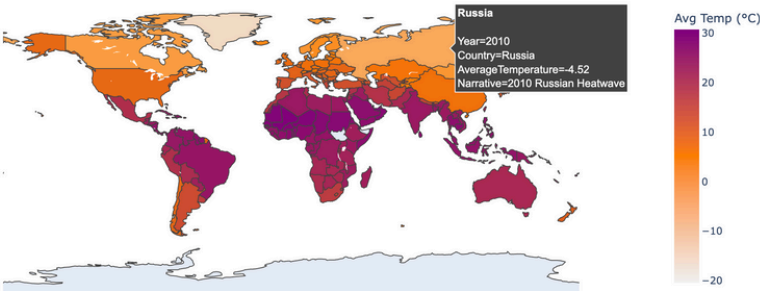 Russia
Year=2010
Country=Russia
AverageTemperature=-4.52
Narrative=2010 Russian Heatwave
Avg Temp (°C)
30
20
10
0
−10
−20